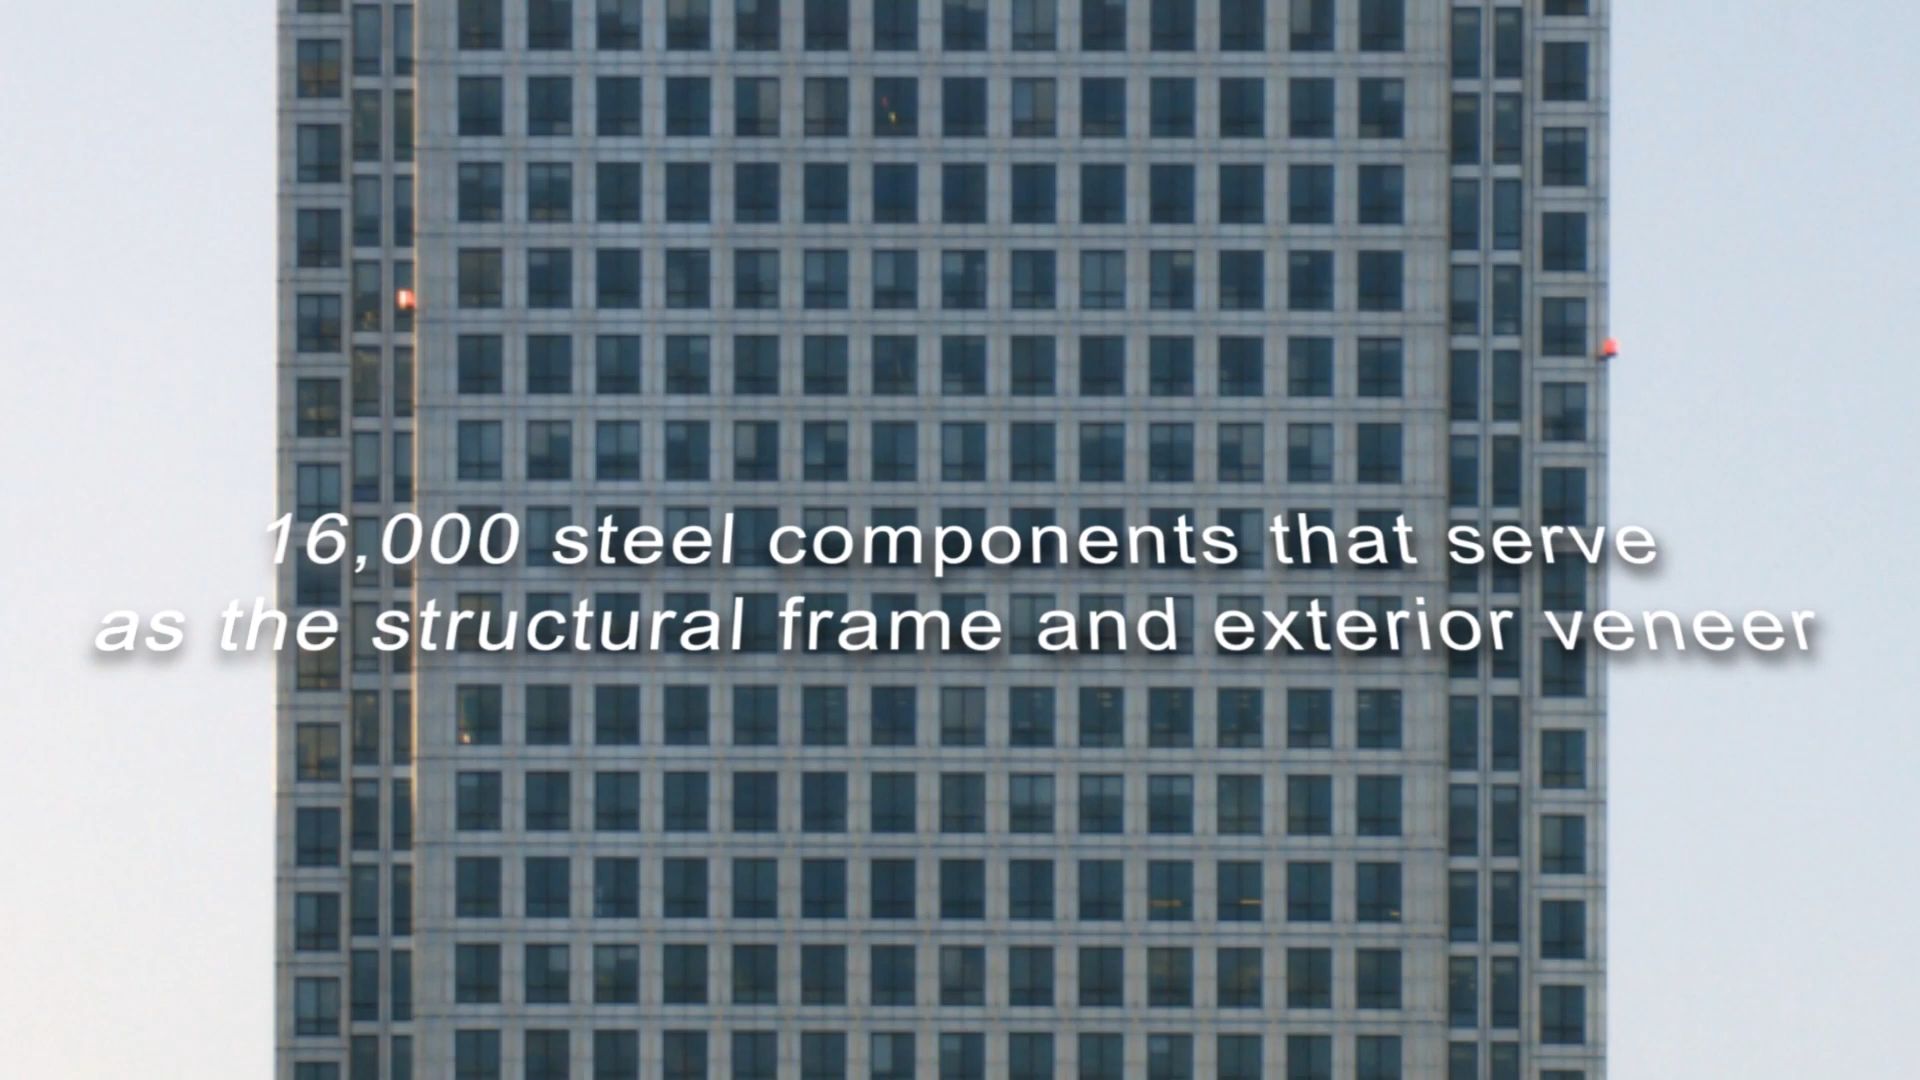 16,000 steel components that serve
as the structural frame and exterior veneer